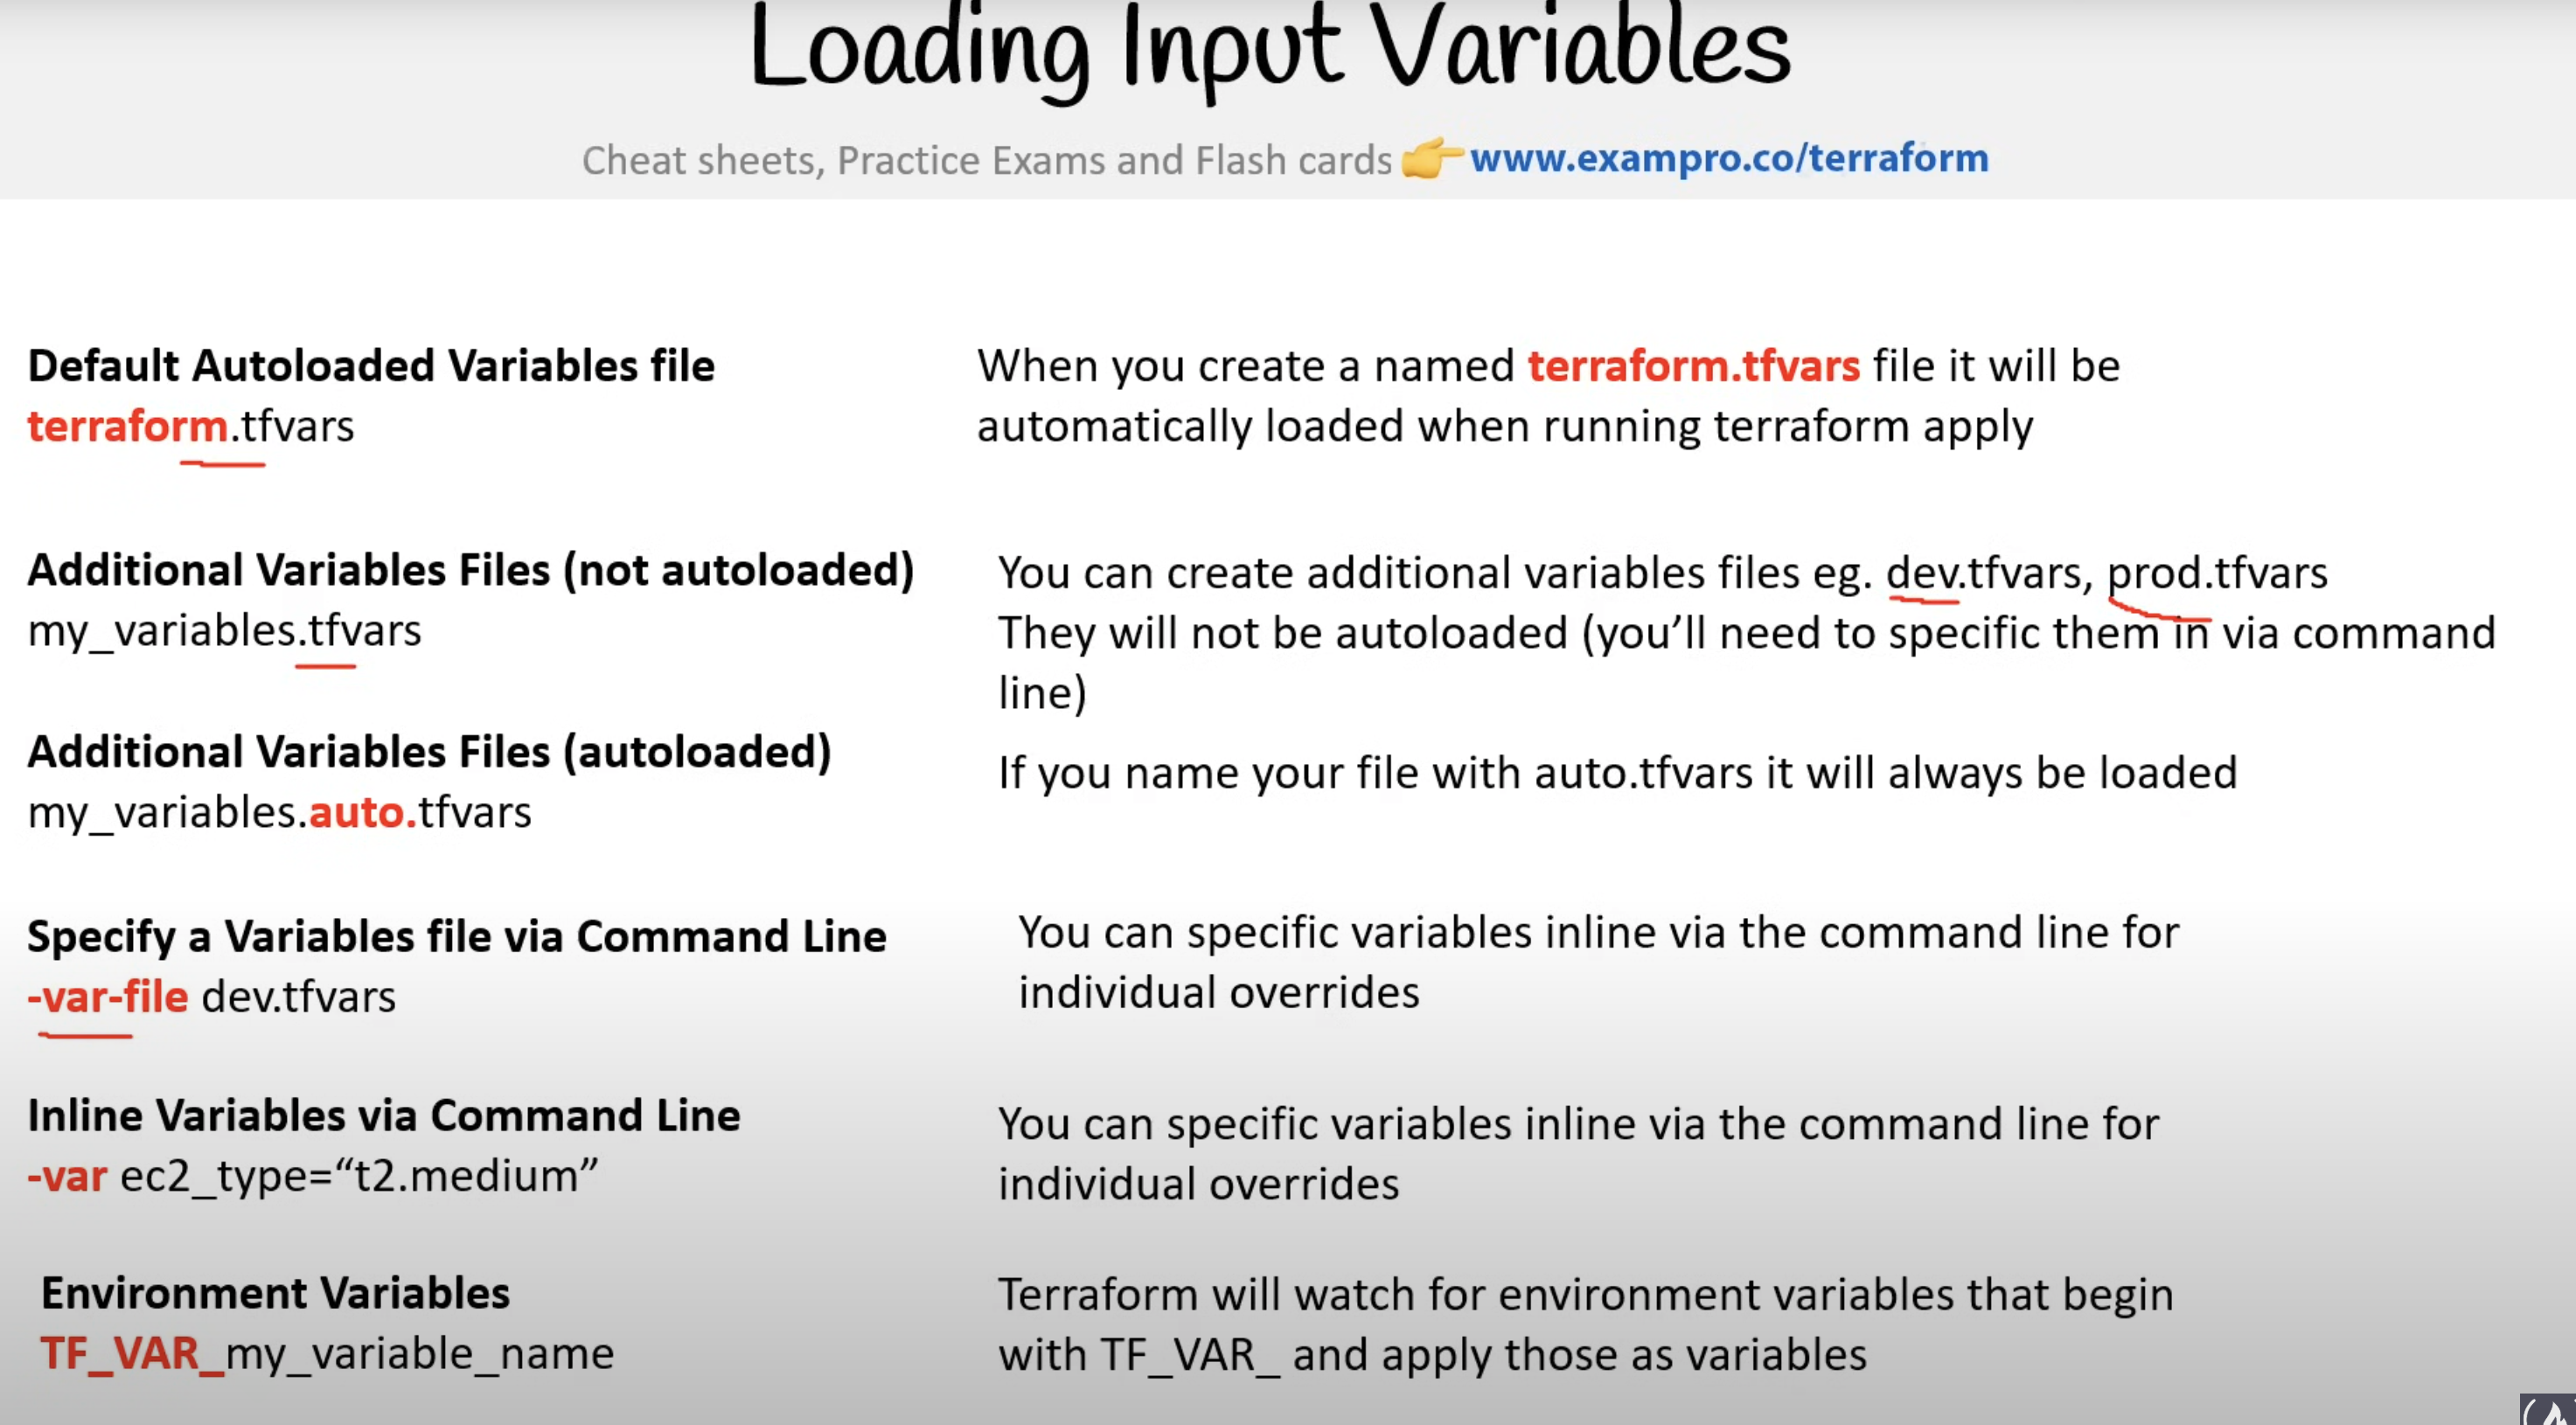 Loading Input Variables
Cheat sheets, Practice Exams and Flash cards 👉 www.exampro.co/terraform
Default Autoloaded Variables file
terraform.tfvars
When you create a named terraform.tfvars file it will be
automatically loaded when running terraform apply
Additional Variables Files (not autoloaded)
my_variables.tfvars
You can create additional variables files eg. dev.tfvars, prod.tfvars
They will not be autoloaded (you’ll need to specific them in via command
line)
Additional Variables Files (autoloaded)
my_variables.auto.tfvars
If you name your file with auto.tfvars it will always be loaded
Specify a Variables file via Command Line
-var-file dev.tfvars
You can specific variables inline via the command line for
individual overrides
Inline Variables via Command Line
-var ec2_type=“t2.medium”
You can specific variables inline via the command line for
individual overrides
Environment Variables
TF_VAR_my_variable_name
Terraform will watch for environment variables that begin
with TF_VAR_ and apply those as variables